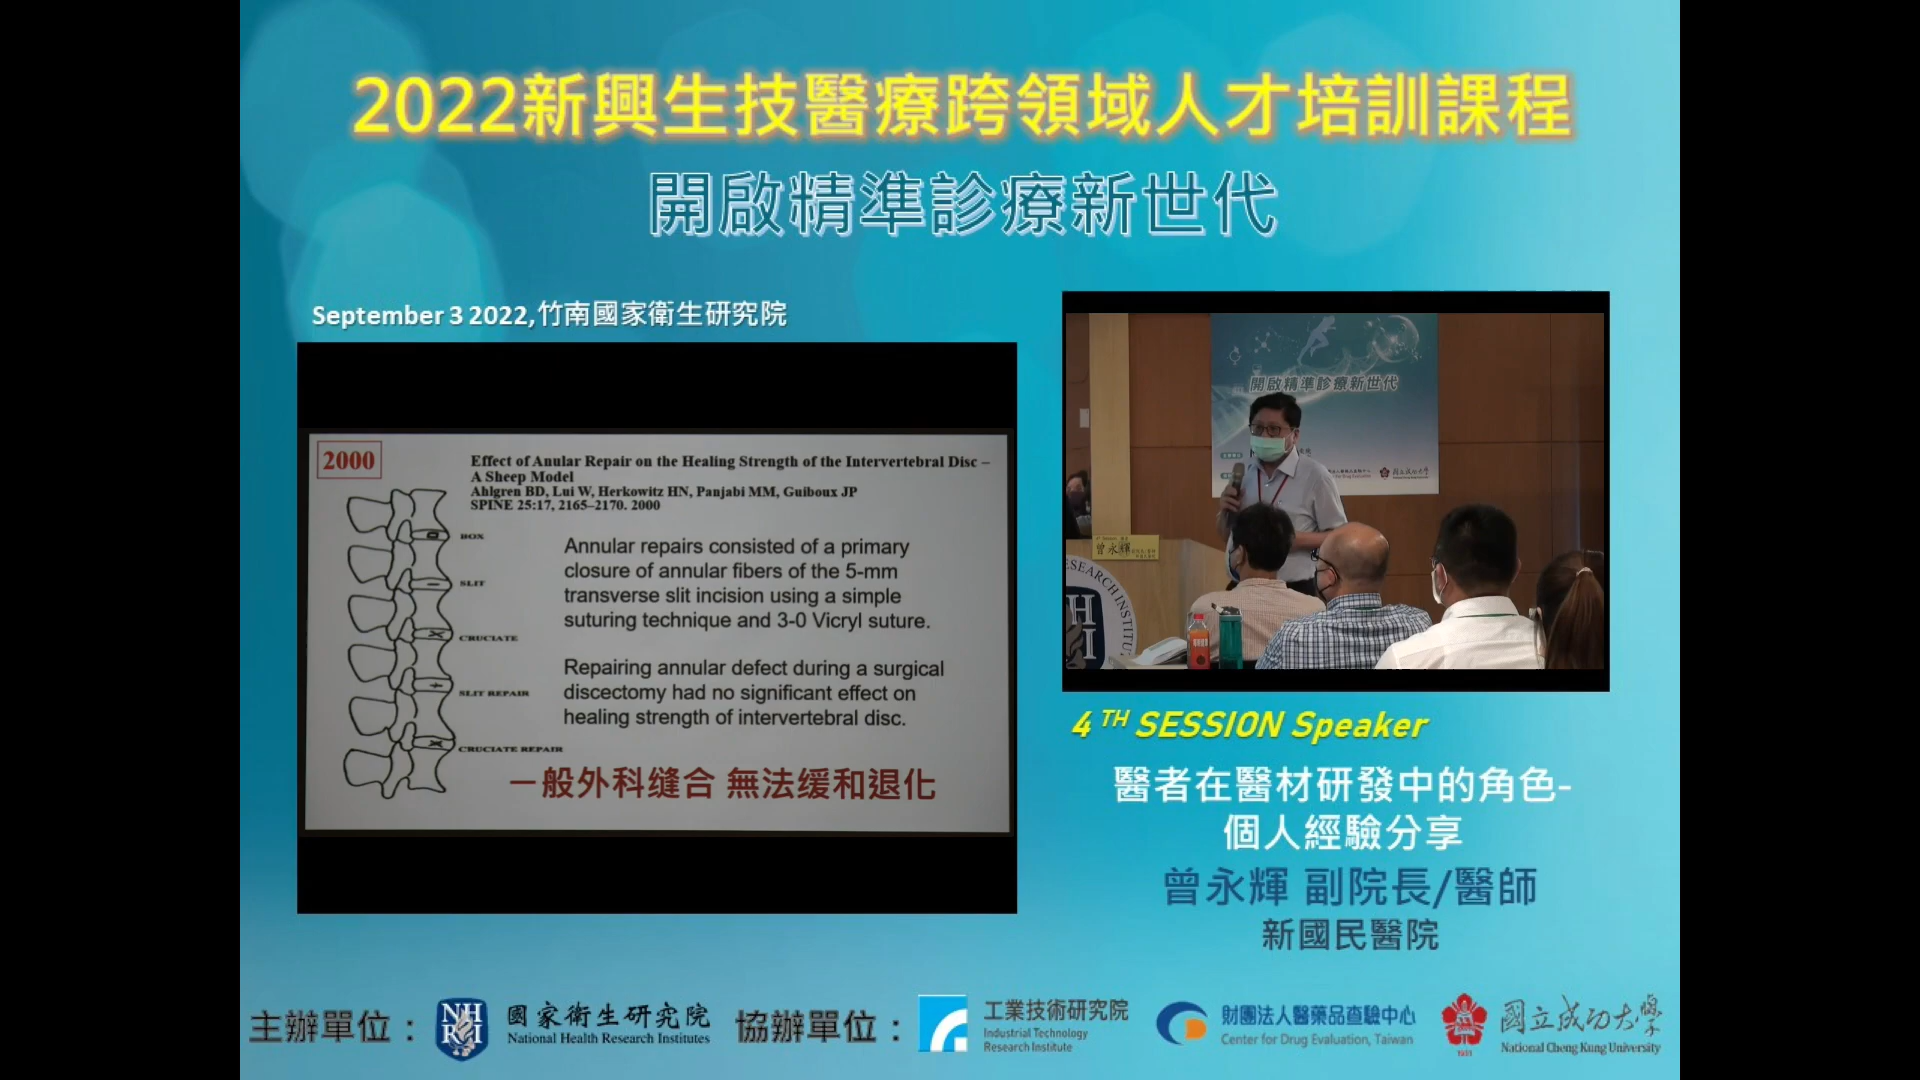 2022新興生技醫療跨領域人才培訓課程
開啟精準診療新世代
September 3 2022,竹南國家衛生研究院
2000
Effect of Anular Repair on the Healing Strength of the Intervertebral Disc –
A Sheep Model
Ahlgren BD, Lui W, Herkowitz HN, Panjabi MM, Guiboux JP
SPINE 25:17, 2165–2170. 2000
BOX
SLIT
CRUCIATE
SLIT REPAIR
CRUCIATE REPAIR
Annular repairs consisted of a primary
closure of annular fibers of the 5-mm
transverse slit incision using a simple
suturing technique and 3-0 Vicryl suture.
Repairing annular defect during a surgical
discectomy had no significant effect on
healing strength of intervertebral disc.
一般外科缝合 無法缓和退化
開啟精準診療新世代
曾永輝
4 TH SESSION Speaker
醫者在醫材研發中的角色-
個人經驗分享
曾永輝 副院長/醫師
新國民醫院
主辦單位：
NHRI
國家衛生研究院
National Health Research Institutes
協辦單位：
工業技術研究院
Industrial Technology
Research Institute
財團法人醫藥品查驗中心
Center for Drug Evaluation, Taiwan
1931
國立成功大學
National Cheng Kung University